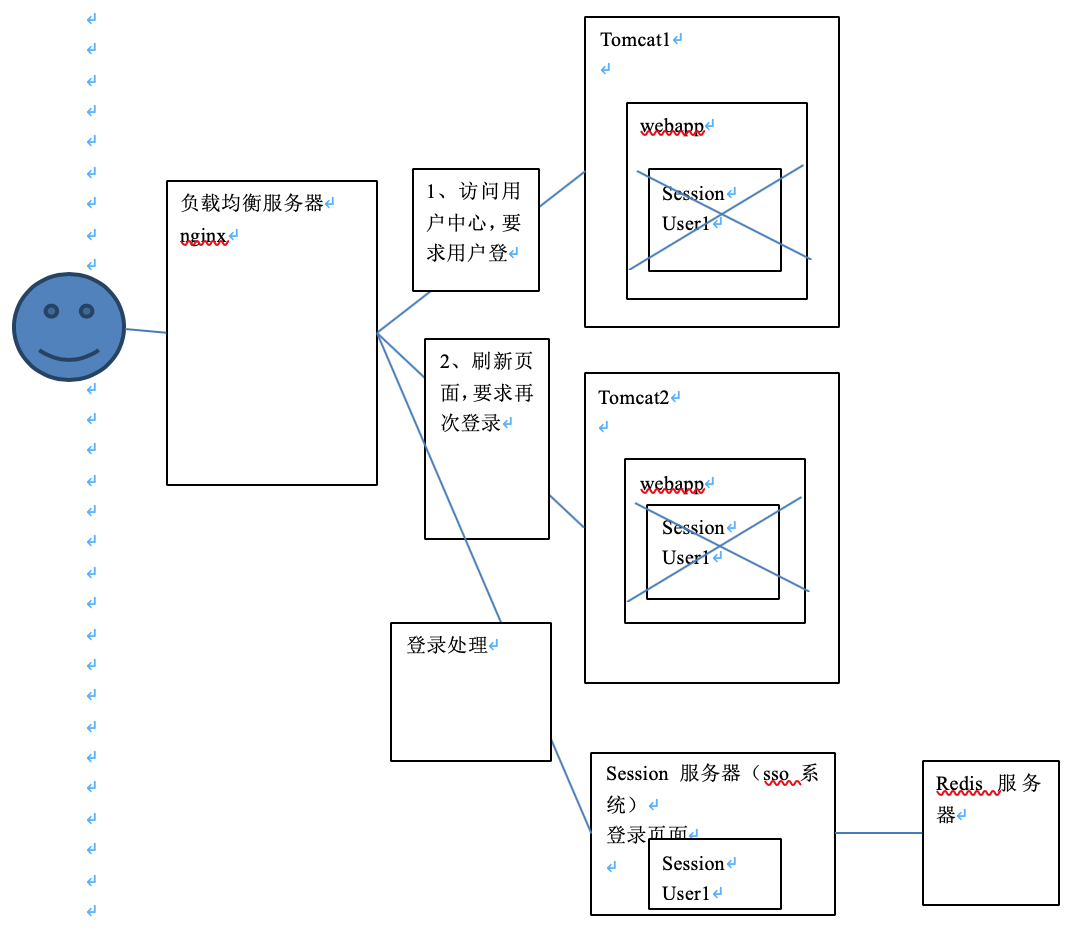 负载均衡服务器
nginx
1、访问用
户中心,要
求用户登
2、刷新页
面,要求再
次登录
登录处理
Tomcat1
webapp
Session
User1
Tomcat2
webapp
Session
User1
Session 服务器（sso 系
统）
登录页面
Session
User1
Redis 服务
器